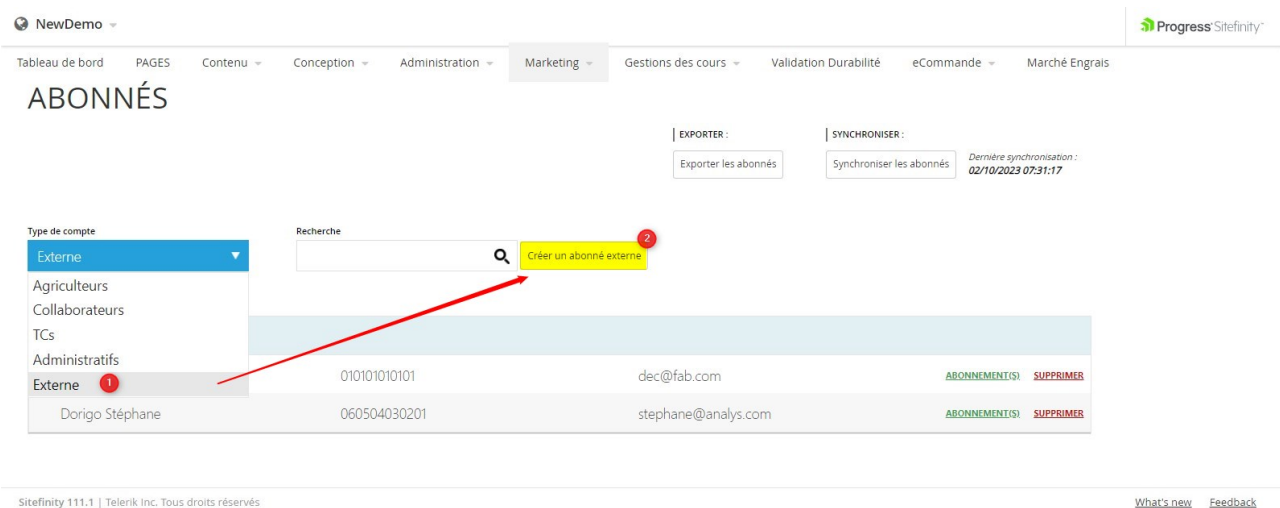 NewDemo
Progress Sitefinity
Tableau de bord PAGES Contenu Conception Administration Marketing Gestions des cours Validation Durabilité eCommande Marché Engrais
ABONNÉS
EXPORTER : SYNCHRONISER :
Exporter les abonnés Synchroniser les abonnés Dernière synchronisation :
02/10/2023 07:31:17
Type de compte Recherche
Externe Créer un abonné externe 2
Agriculteurs
Collaborateurs
TCs
Administratifs
Externe 1 010101010101 dec@fab.com ABONNEMENT(S) SUPPRIMER
Dorigo Stéphane 060504030201 stephane@analys.com ABONNEMENT(S) SUPPRIMER
Sitefinity 111.1 | Telerik Inc. Tous droits réservés What's new Feedback